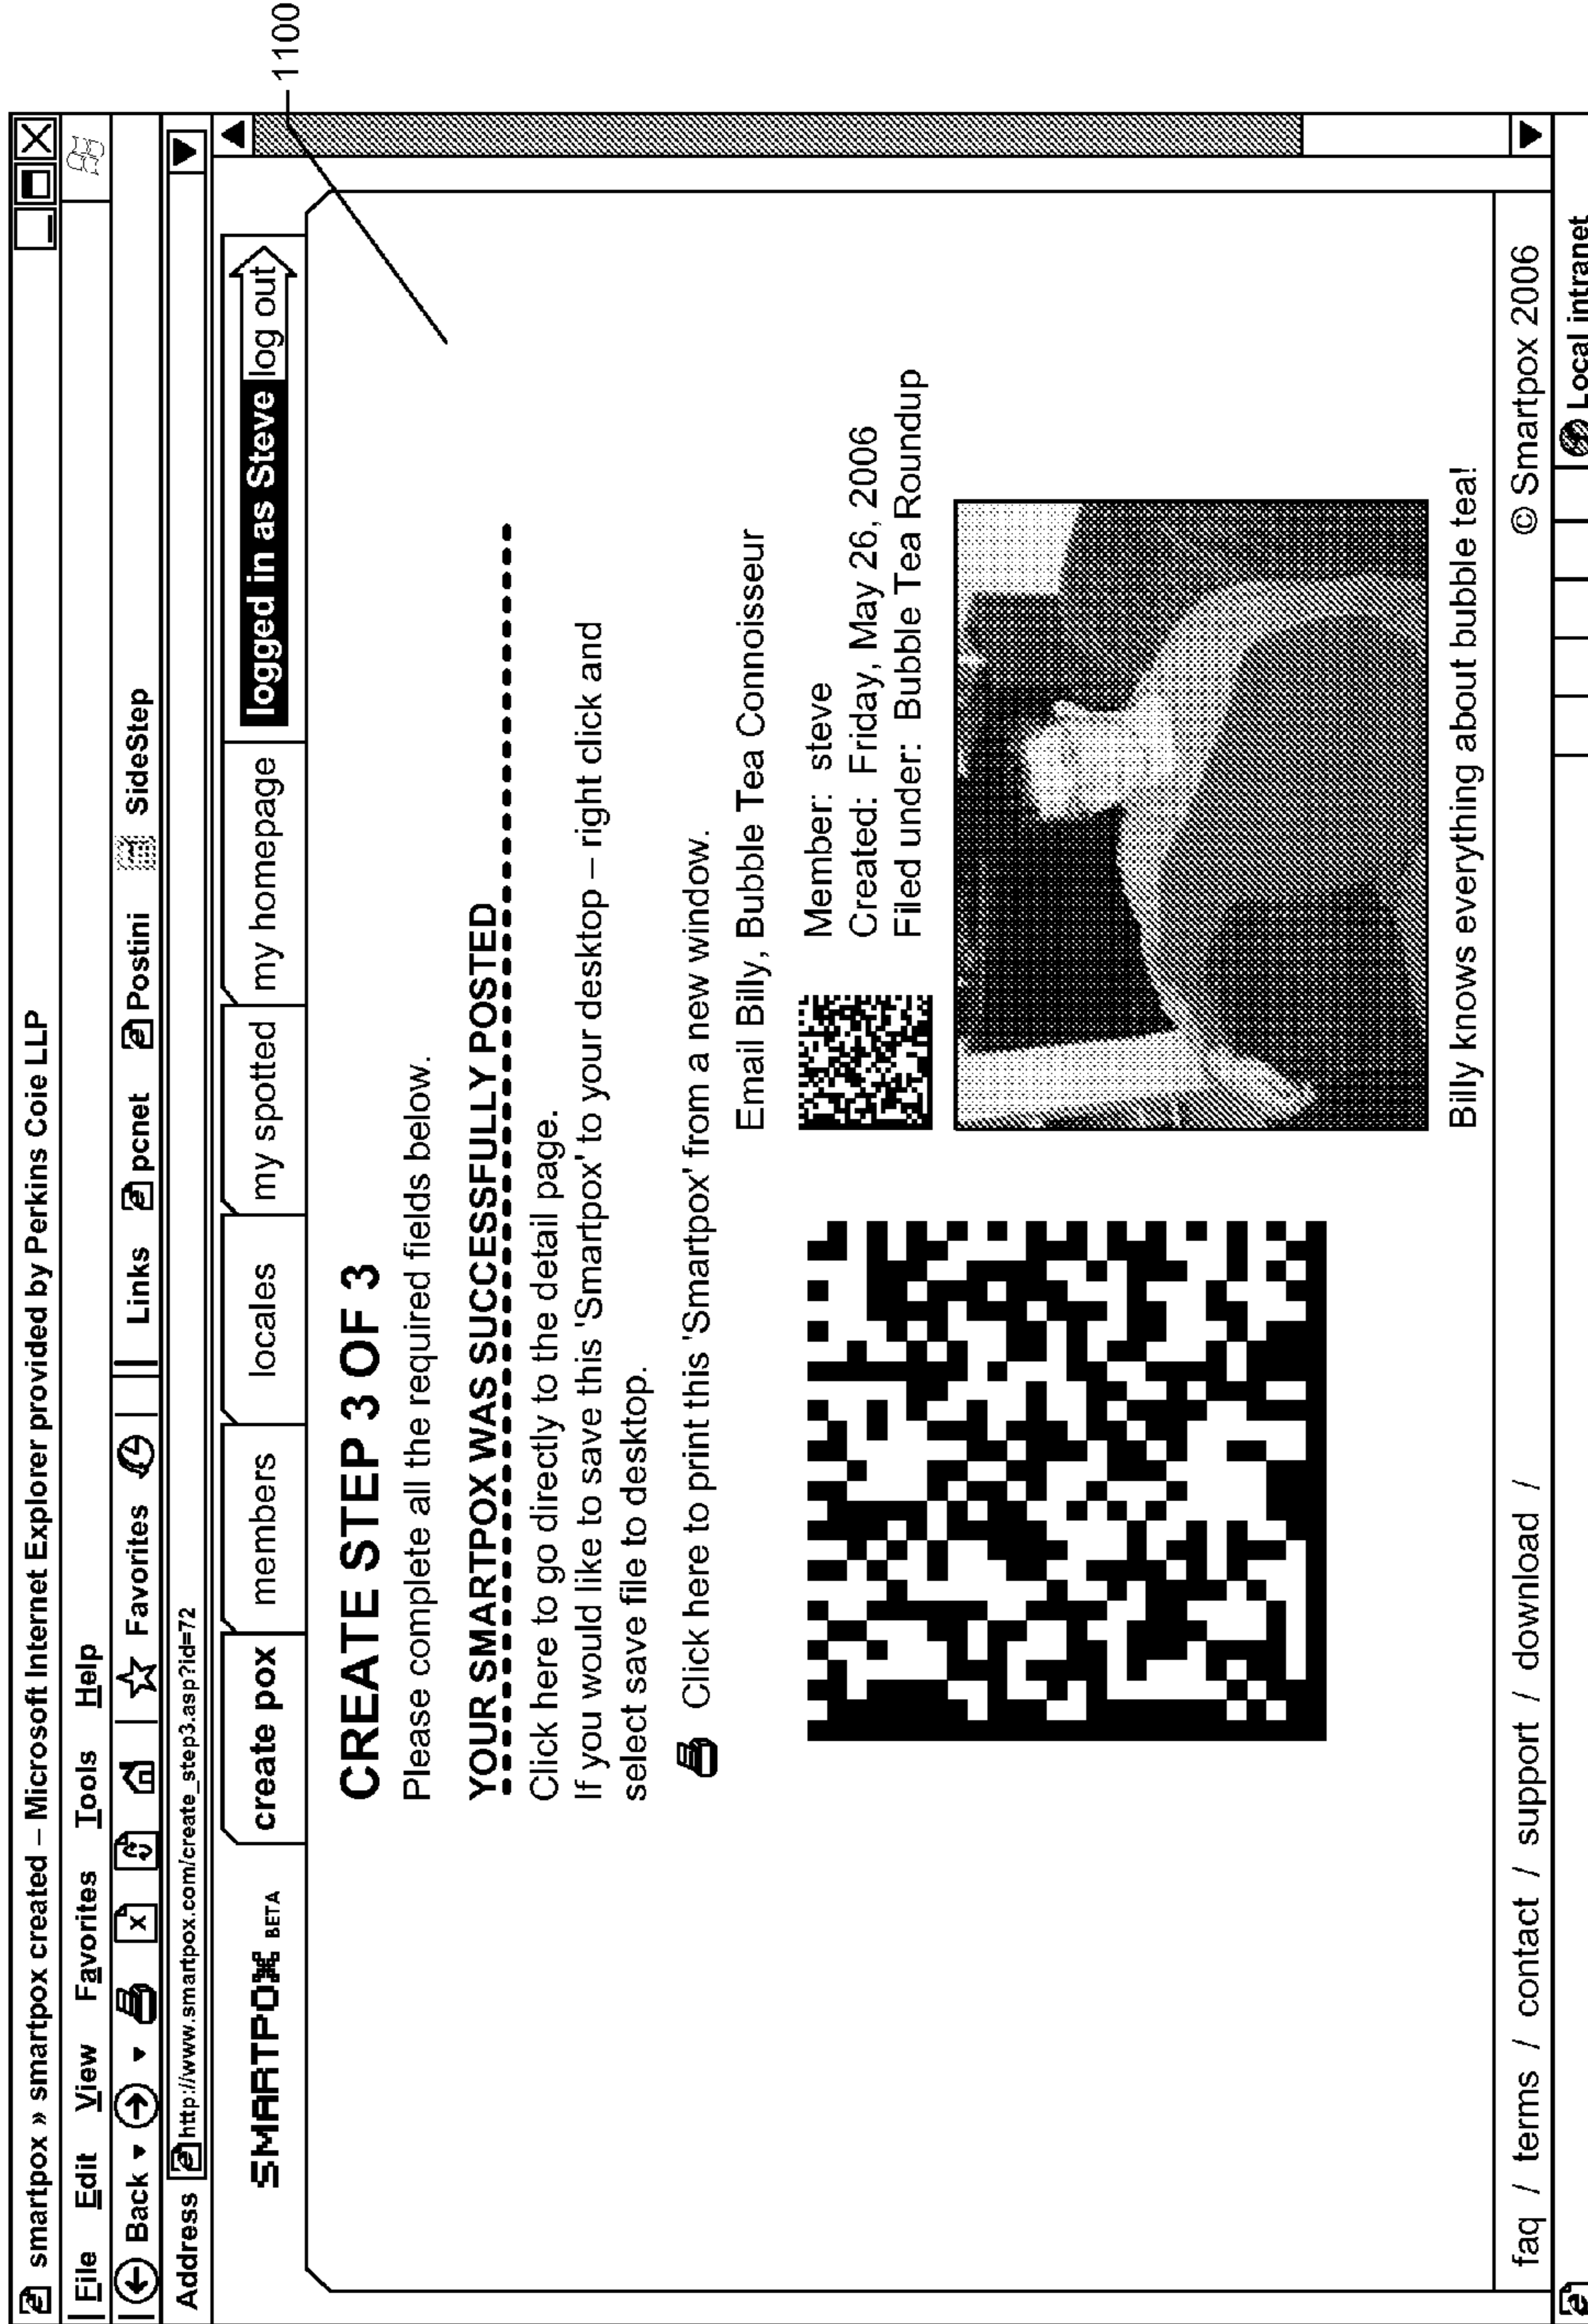 smartpox » smartpox created – Microsoft Internet Explorer provided by Perkins Coie LLP
File Edit View Favorites Tools Help
Back Favorites Links pcnet Postini SideStep
Address http://www.smartpox.com/create_step3.asp?id=72
SMARTPOX BETA create pox members locales my spotted my homepage logged in as Steve log out
1100
CREATE STEP 3 OF 3
Please complete all the required fields below.
YOUR SMARTPOX WAS SUCCESSFULLY POSTED
Click here to go directly to the detail page.
If you would like to save this 'Smartpox' to your desktop – right click and
select save file to desktop.
Click here to print this 'Smartpox' from a new window.
Email Billy, Bubble Tea Connoisseur
Member: steve
Created: Friday, May 26, 2006
Filed under: Bubble Tea Roundup
Billy knows everything about bubble tea!
faq / terms / contact / support / download / © Smartpox 2006
Local intranet